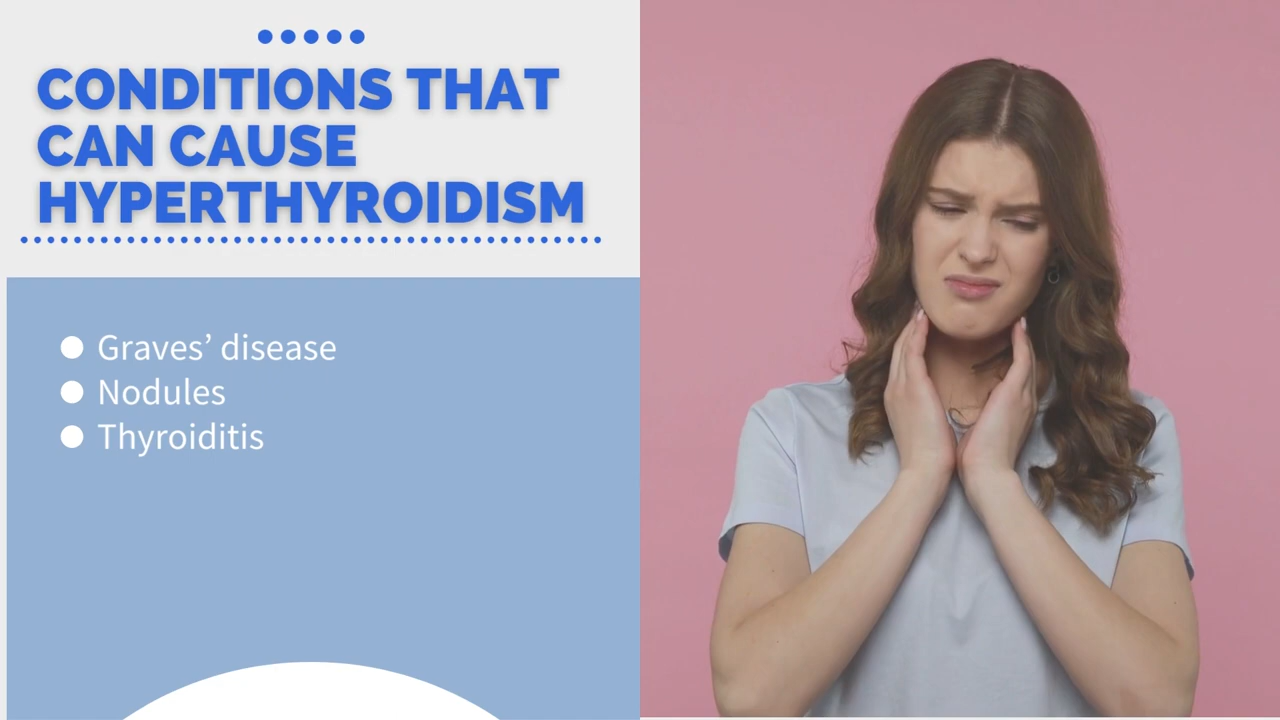 CONDITIONS THAT
CAN CAUSE
HYPERTHYROIDISM
Graves’ disease
Nodules
Thyroiditis